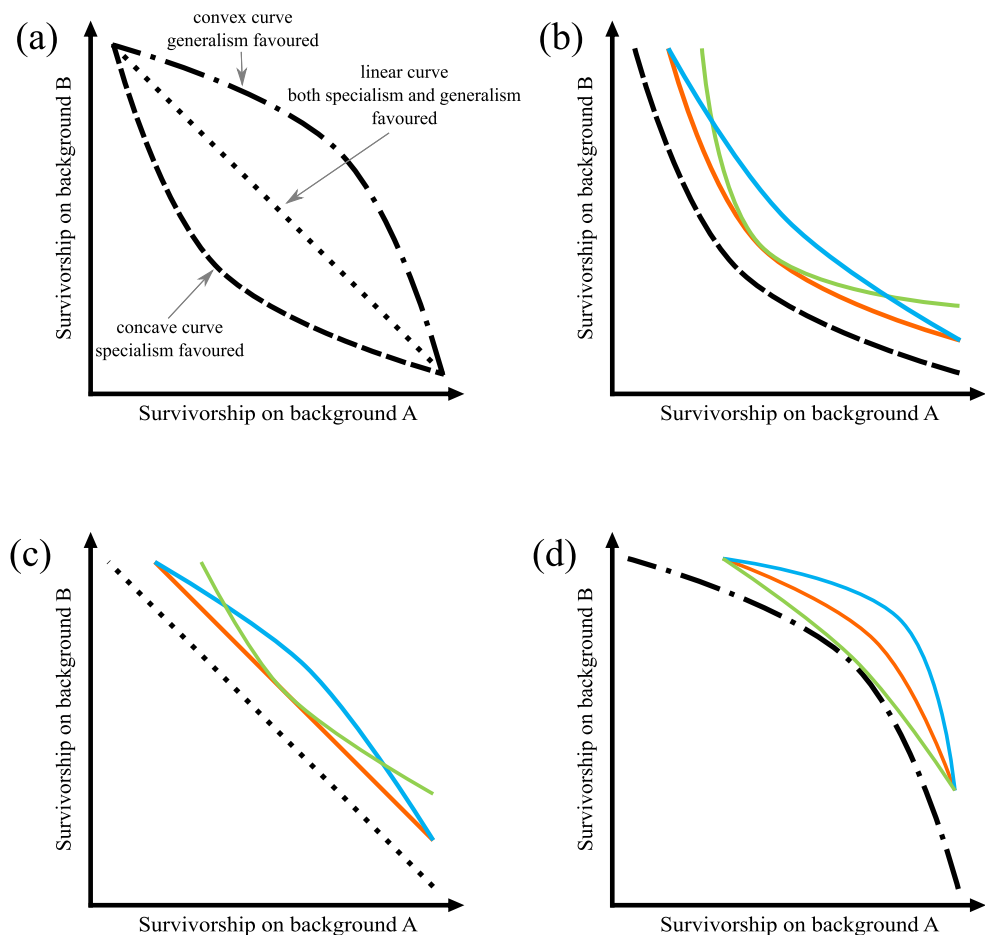 (a)
convex curve
generalism favoured
linear curve
both specialism and generalism
favoured
concave curve
specialism favoured
Survivorship on background B
Survivorship on background A
(b)
Survivorship on background B
Survivorship on background A
(c)
Survivorship on background B
Survivorship on background A
(d)
Survivorship on background B
Survivorship on background A